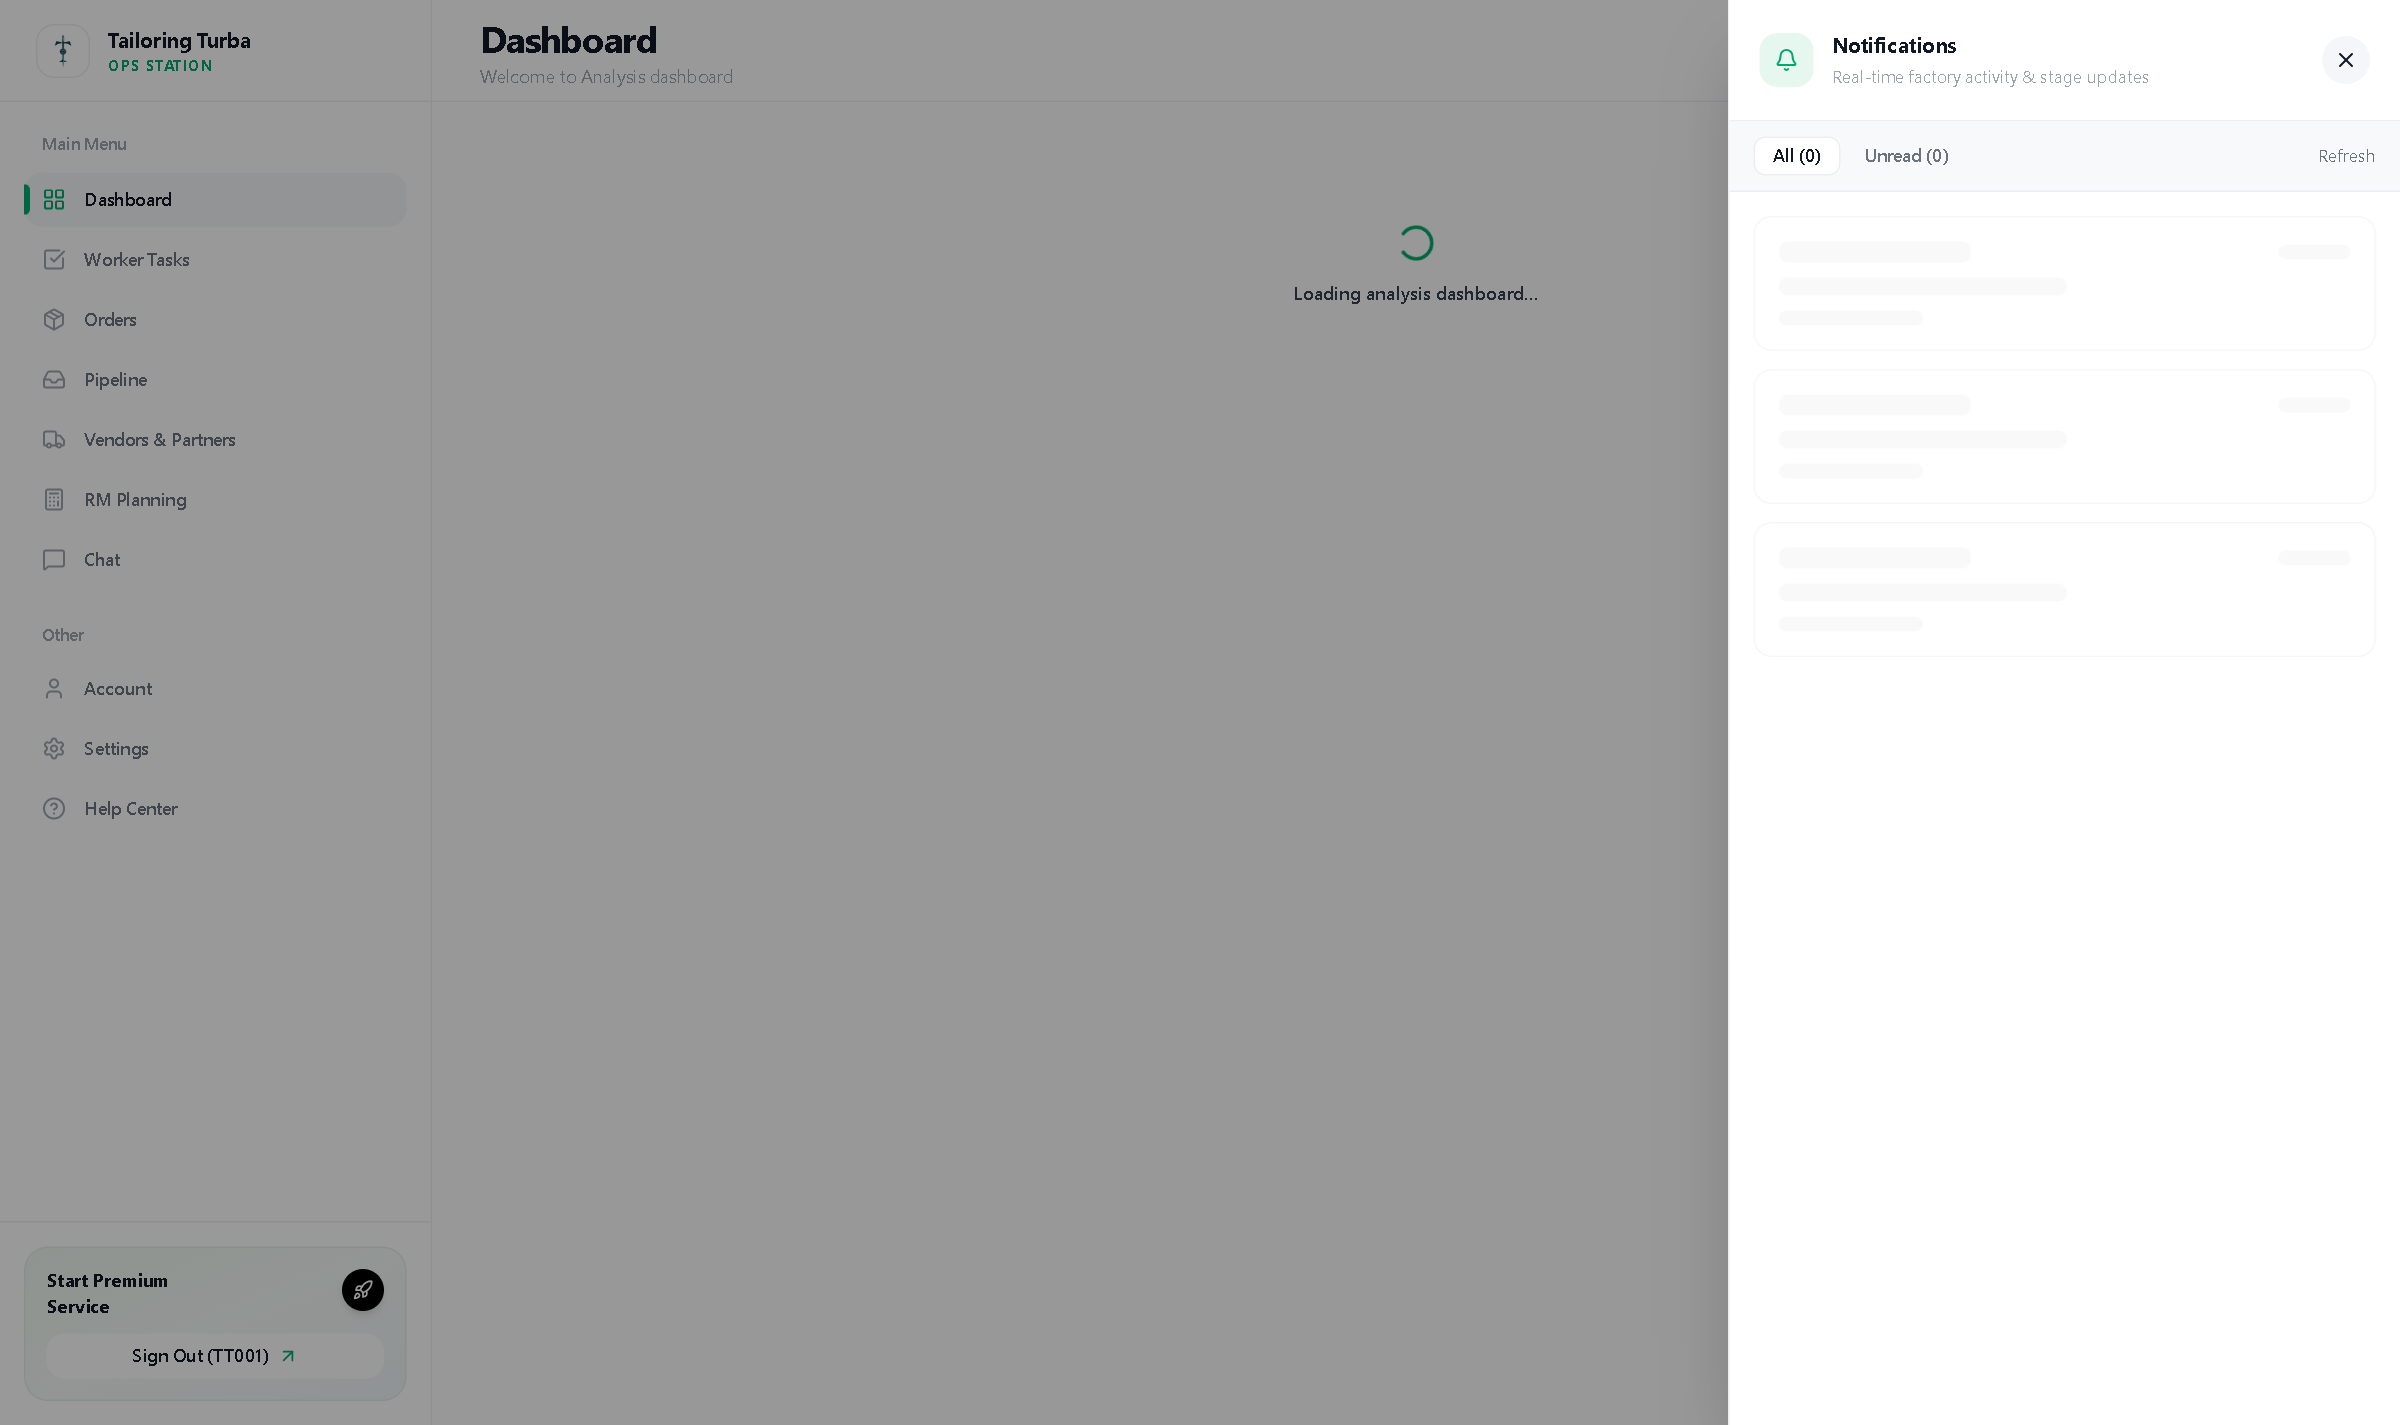 Tailoring Turba
OPS STATION
Main Menu
Dashboard
Worker Tasks
Orders
Pipeline
Vendors & Partners
RM Planning
Chat
Other
Account
Settings
Help Center
Start Premium
Service
Sign Out (TT001)
Dashboard
Welcome to Analysis dashboard
Loading analysis dashboard...
Notifications
Real-time factory activity & stage updates
All (0)
Unread (0)
Refresh